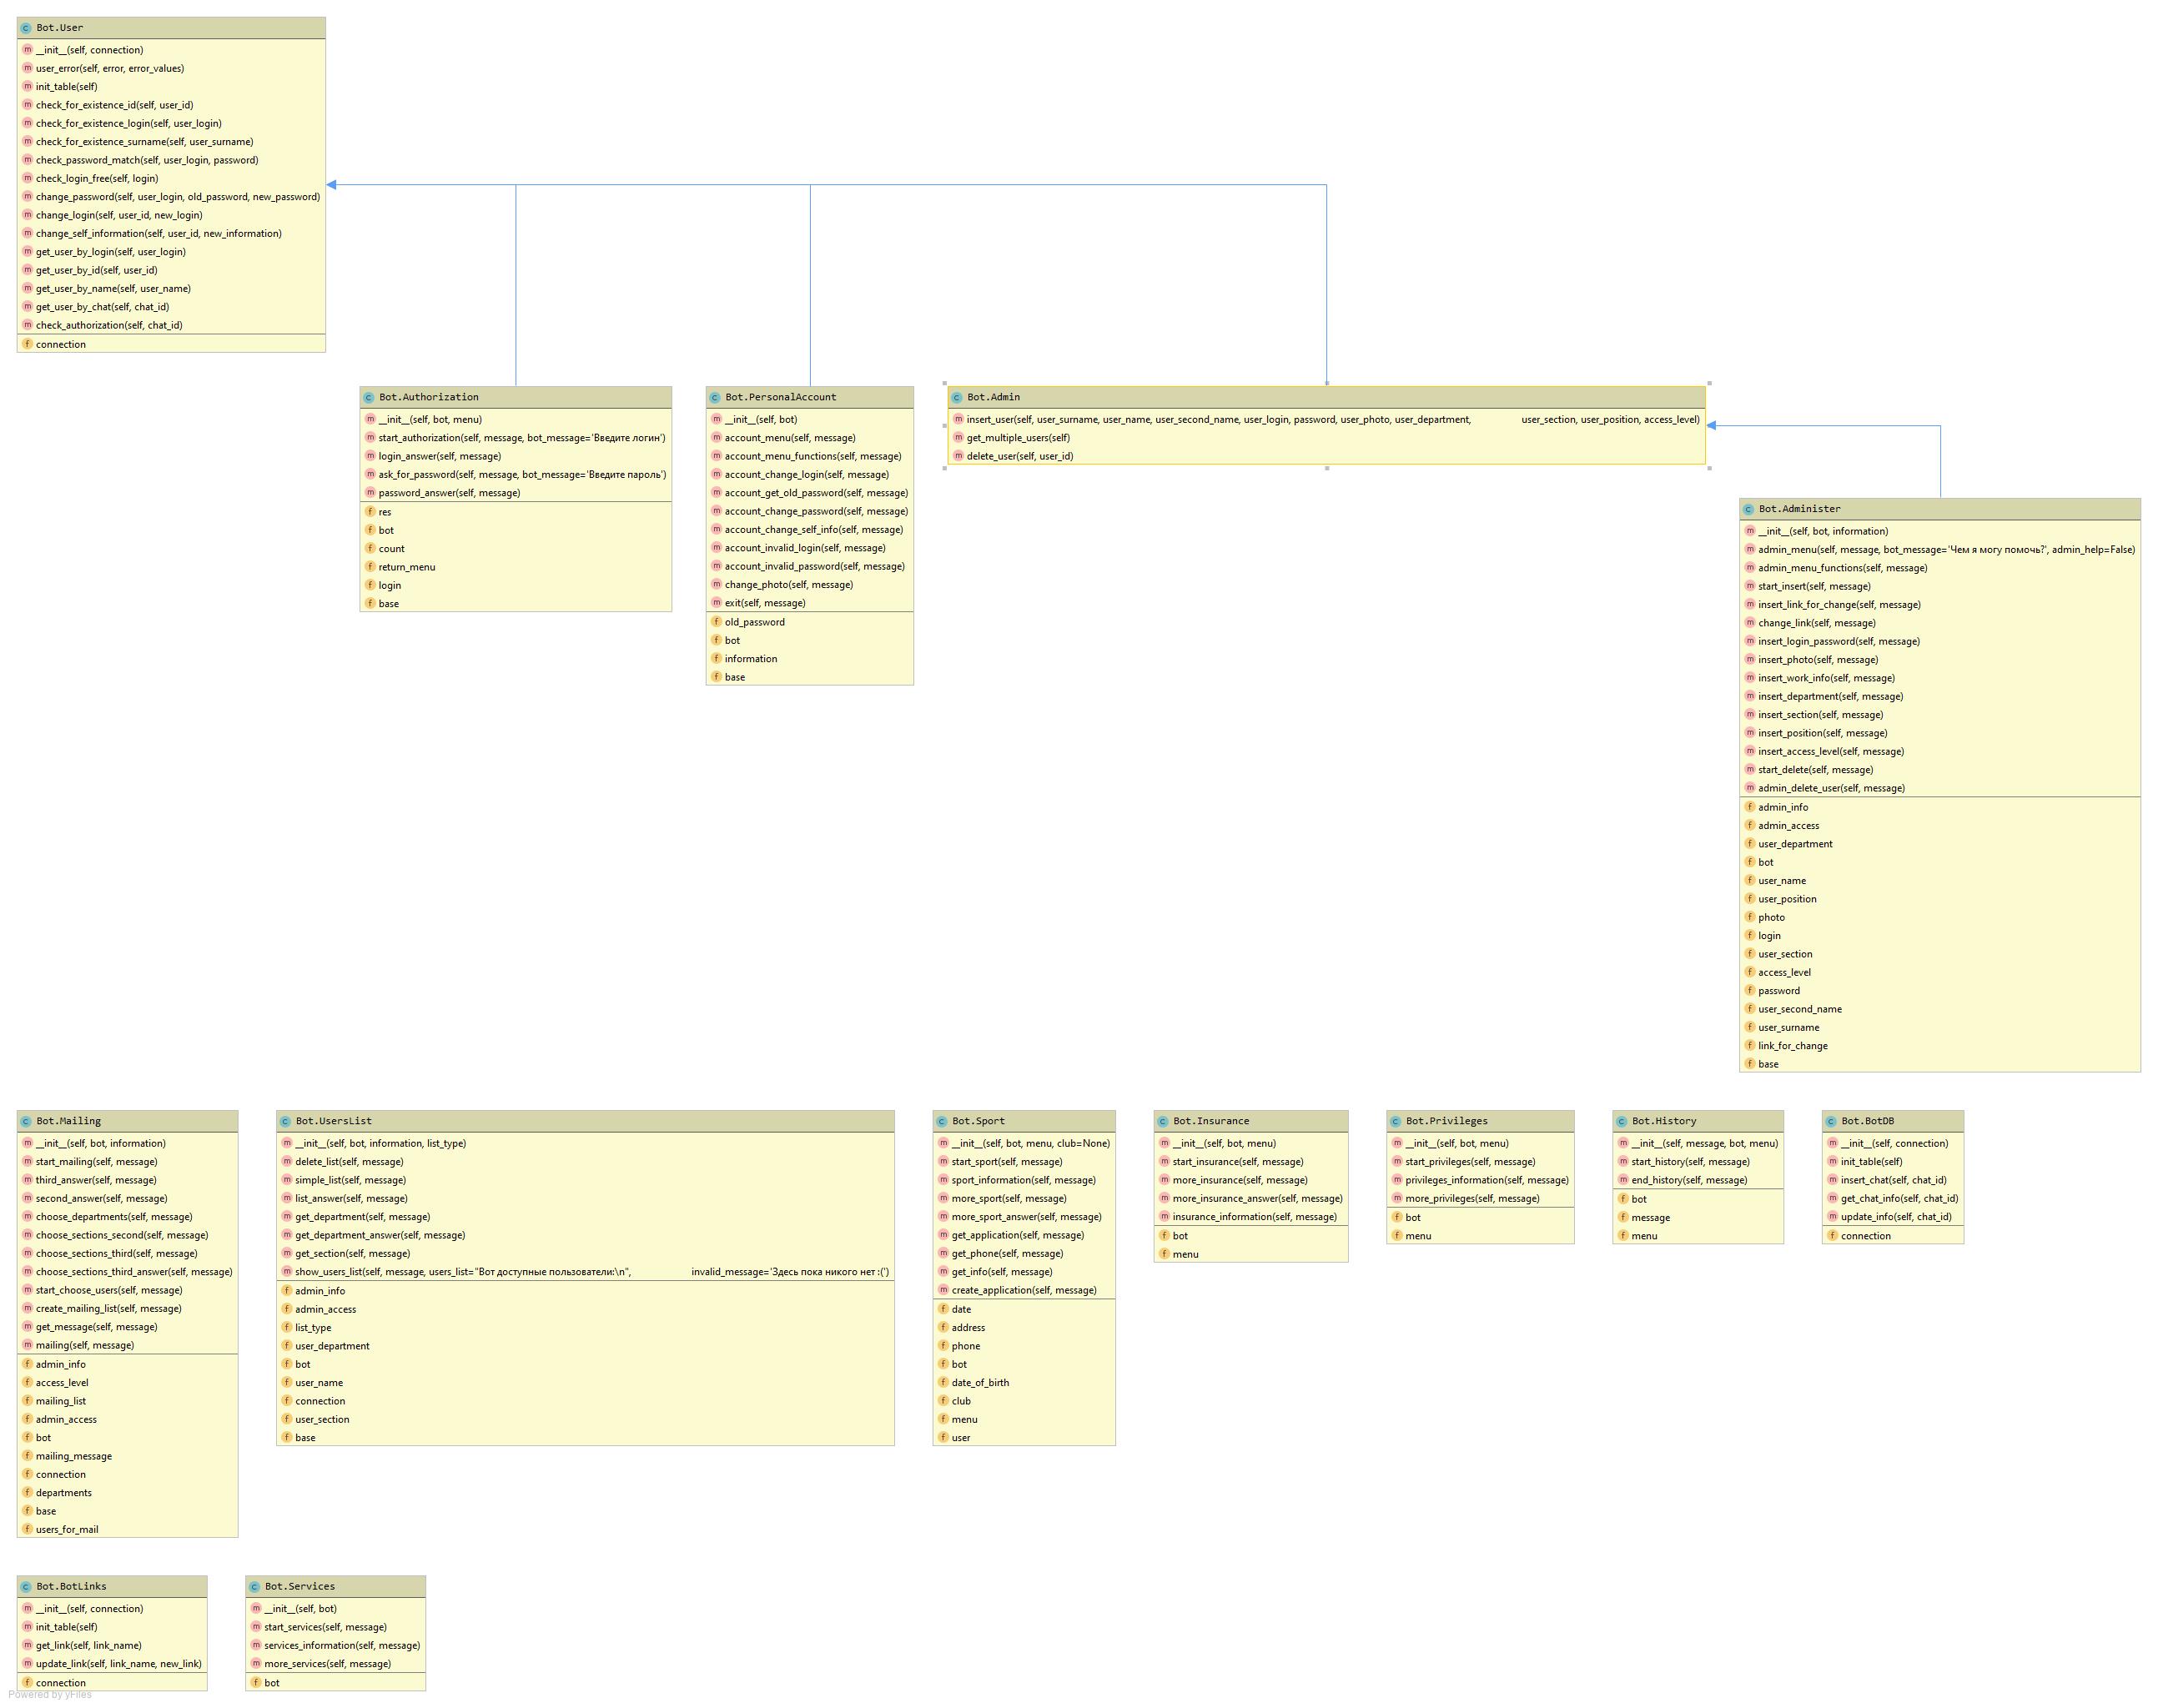 Bot.User
__init__(self, connection)
user_error(self, error, error_values)
init_table(self)
check_for_existence_id(self, user_id)
check_for_existence_login(self, user_login)
check_for_existence_surname(self, user_surname)
check_password_match(self, user_login, password)
check_login_free(self, login)
change_password(self, user_login, old_password, new_password)
change_login(self, user_id, new_login)
change_self_information(self, user_id, new_information)
get_user_by_login(self, user_login)
get_user_by_id(self, user_id)
get_user_by_name(self, user_name)
get_user_by_chat(self, chat_id)
check_authorization(self, chat_id)
connection
Bot.Authorization
__init__(self, bot, menu)
start_authorization(self, message, bot_message='Введите логин')
login_answer(self, message)
ask_for_password(self, message, bot_message='Введите пароль')
password_answer(self, message)
res
bot
count
return_menu
login
base
Bot.PersonalAccount
__init__(self, bot)
account_menu(self, message)
account_menu_functions(self, message)
account_change_login(self, message)
account_get_old_password(self, message)
account_change_password(self, message)
account_change_self_info(self, message)
account_invalid_login(self, message)
account_invalid_password(self, message)
change_photo(self, message)
exit(self, message)
old_password
bot
information
base
Bot.Admin
insert_user(self, user_surname, user_name, user_second_name, user_login, password, user_photo, user_department, user_section, user_position, access_level)
get_multiple_users(self)
delete_user(self, user_id)
Bot.Administer
__init__(self, bot, information)
admin_menu(self, message, bot_message='Чем я могу помочь?', admin_help=False)
admin_menu_functions(self, message)
start_insert(self, message)
insert_link_for_change(self, message)
change_link(self, message)
insert_login_password(self, message)
insert_photo(self, message)
insert_work_info(self, message)
insert_department(self, message)
insert_section(self, message)
insert_position(self, message)
insert_access_level(self, message)
start_delete(self, message)
admin_delete_user(self, message)
admin_info
admin_access
user_department
bot
user_name
user_position
photo
login
user_section
access_level
password
user_second_name
user_surname
link_for_change
base
Bot.Mailing
__init__(self, bot, information)
start_mailing(self, message)
third_answer(self, message)
second_answer(self, message)
choose_departments(self, message)
choose_sections_second(self, message)
choose_sections_third(self, message)
choose_sections_third_answer(self, message)
start_choose_users(self, message)
create_mailing_list(self, message)
get_message(self, message)
mailing(self, message)
admin_info
access_level
mailing_list
admin_access
bot
mailing_message
connection
departments
base
users_for_mail
Bot.UsersList
__init__(self, bot, information, list_type)
delete_list(self, message)
simple_list(self, message)
list_answer(self, message)
get_department(self, message)
get_department_answer(self, message)
get_section(self, message)
show_users_list(self, message, users_list="Вот доступные пользователи:\n", invalid_message='Здесь пока никого нет :(')
admin_info
admin_access
list_type
user_department
bot
user_name
connection
user_section
base
Bot.Sport
__init__(self, bot, menu, club=None)
start_sport(self, message)
sport_information(self, message)
more_sport(self, message)
more_sport_answer(self, message)
get_application(self, message)
get_phone(self, message)
get_info(self, message)
create_application(self, message)
date
address
phone
bot
date_of_birth
club
menu
user
Bot.Insurance
__init__(self, bot, menu)
start_insurance(self, message)
more_insurance(self, message)
more_insurance_answer(self, message)
insurance_information(self, message)
bot
menu
Bot.Privileges
__init__(self, bot, menu)
start_privileges(self, message)
privileges_information(self, message)
more_privileges(self, message)
bot
menu
Bot.History
__init__(self, message, bot, menu)
start_history(self, message)
end_history(self, message)
bot
message
menu
Bot.BotDB
__init__(self, connection)
init_table(self)
insert_chat(self, chat_id)
get_chat_info(self, chat_id)
update_info(self, chat_id)
connection
Bot.BotLinks
__init__(self, connection)
init_table(self)
get_link(self, link_name)
update_link(self, link_name, new_link)
connection
Bot.Services
__init__(self, bot)
start_services(self, message)
services_information(self, message)
more_services(self, message)
bot
Powered by yFiles